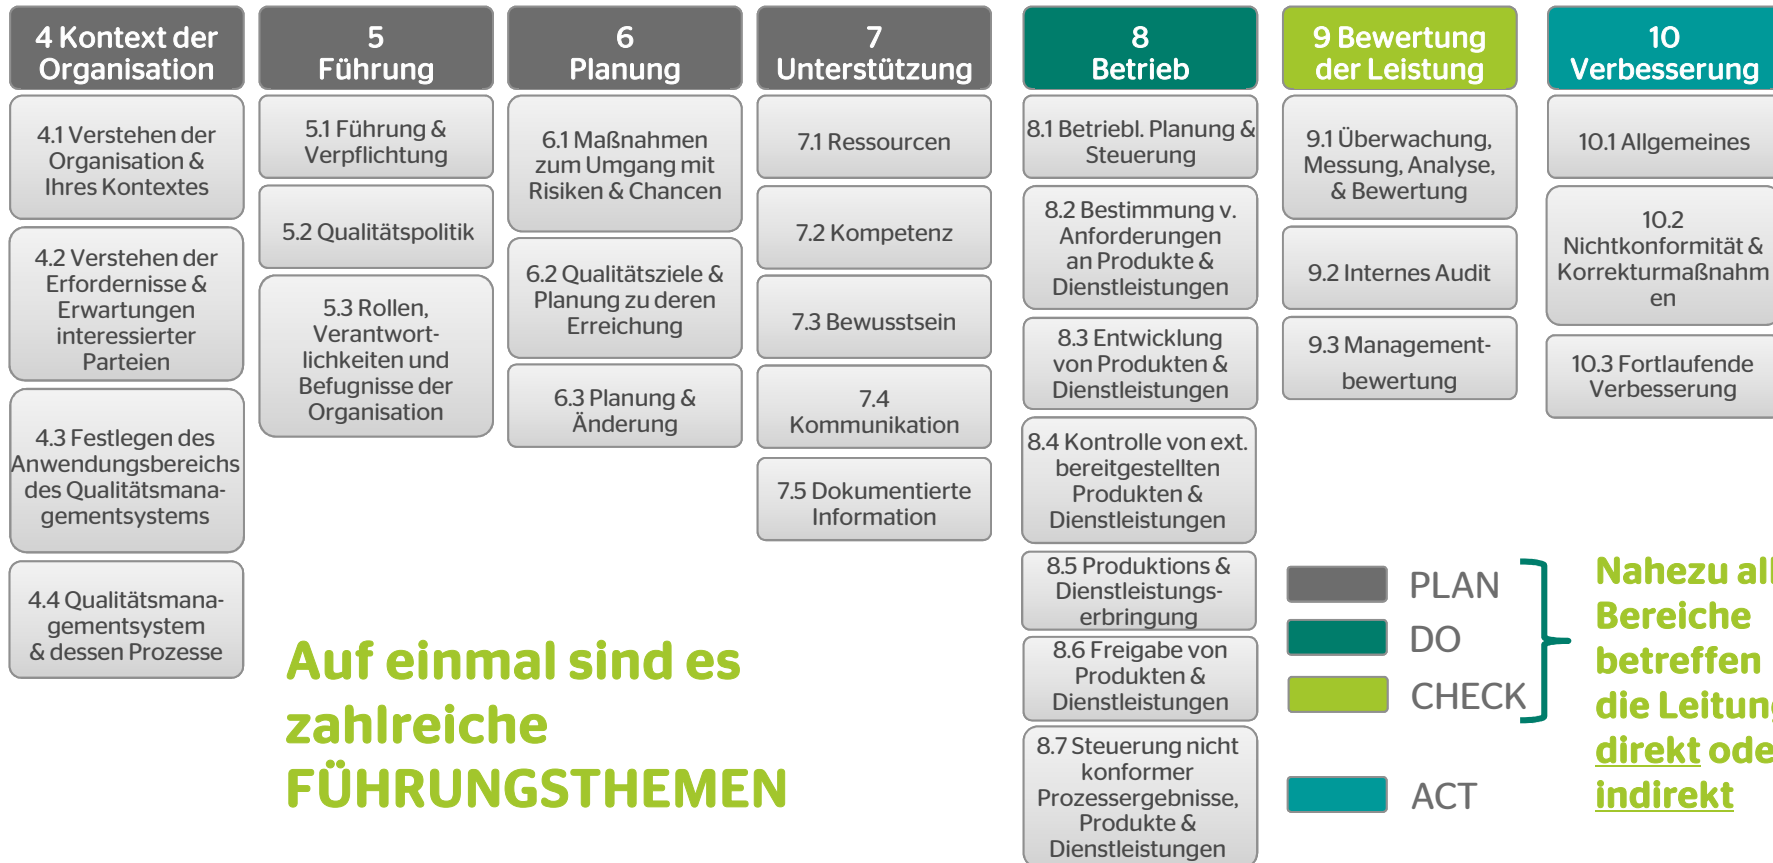 4 Kontext der
Organisation
4.1 Verstehen der
Organisation &
Ihres Kontextes
4.2 Verstehen der
Erfordernisse &
Erwartungen
interessierter
Parteien
4.3 Festlegen des
Anwendungsbereichs
des Qualitätsmana-
gementsystems
4.4 Qualitätsmana-
gementsystem
& dessen Prozesse
5
Führung
5.1 Führung &
Verpflichtung
5.2 Qualitätspolitik
5.3 Rollen,
Verantwort-
lichkeiten und
Befugnisse der
Organisation
6
Planung
6.1 Maßnahmen
zum Umgang mit
Risiken & Chancen
6.2 Qualitätsziele &
Planung zu deren
Erreichung
6.3 Planung &
Änderung
7
Unterstützung
7.1 Ressourcen
7.2 Kompetenz
7.3 Bewusstsein
7.4
Kommunikation
7.5 Dokumentierte
Information
8
Betrieb
8.1 Betriebl. Planung &
Steuerung
8.2 Bestimmung v.
Anforderungen
an Produkte &
Dienstleistungen
8.3 Entwicklung
von Produkten &
Dienstleistungen
8.4 Kontrolle von ext.
bereitgestellten
Produkten &
Dienstleistungen
8.5 Produktions &
Dienstleistungs-
erbringung
8.6 Freigabe von
Produkten &
Dienstleistungen
8.7 Steuerung nicht
konformer
Prozessergebnisse,
Produkte &
Dienstleistungen
9 Bewertung
der Leistung
9.1 Überwachung,
Messung, Analyse,
& Bewertung
9.2 Internes Audit
9.3 Management-
bewertung
10
Verbesserung
10.1 Allgemeines
10.2
Nichtkonformität &
Korrekturmaßnahm
en
10.3 Fortlaufende
Verbesserung
Auf einmal sind es
zahlreiche
FÜHRUNGSTHEMEN
PLAN
DO
CHECK
ACT
Nahezu
Bereiche
betreffen
die
direkt
indirekt